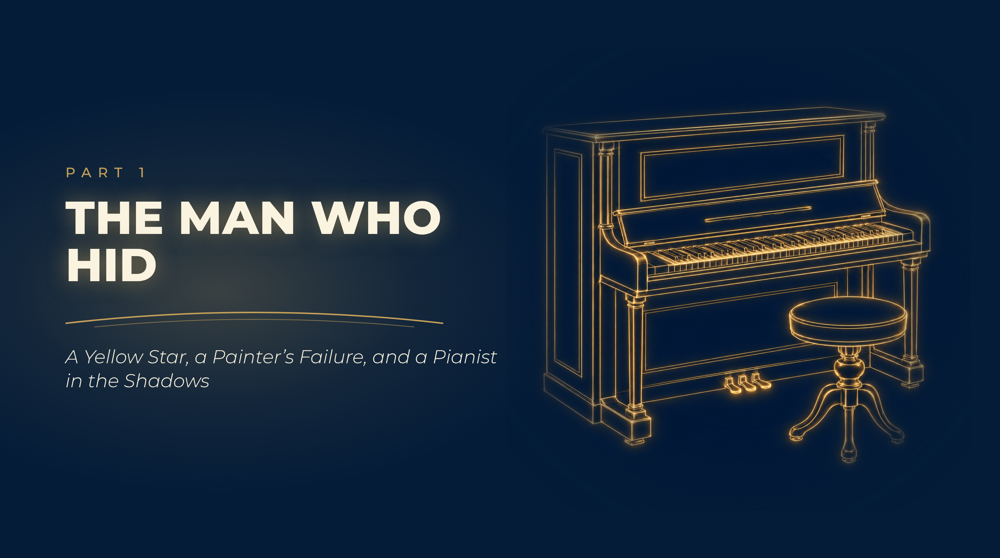 PART 1
THE MAN WHO
HID
A Yellow Star, a Painter’s Failure, and a Pianist
in the Shadows